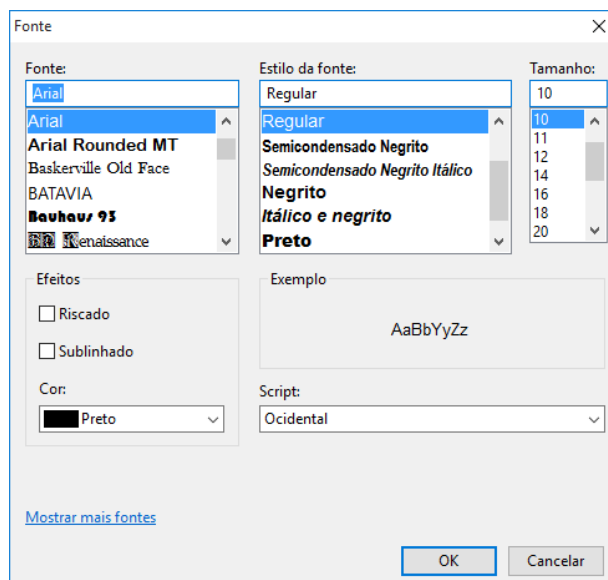 Fonte
Fonte:
Arial
Arial
Arial Rounded MT
Baskerville Old Face
BATAVIA
Bauhaus 93
Renaissance
Estilo da fonte:
Regular
Regular
Semicondensado Negrito
Semicondensado Negrito Itálico
Negrito
Itálico e negrito
Preto
Tamanho:
10
10
11
12
14
16
18
20
Efeitos
Riscado
Sublinhado
Cor:
Preto
Exemplo
AaBbYyZz
Script:
Ocidental
Mostrar mais fontes
OK
Cancelar